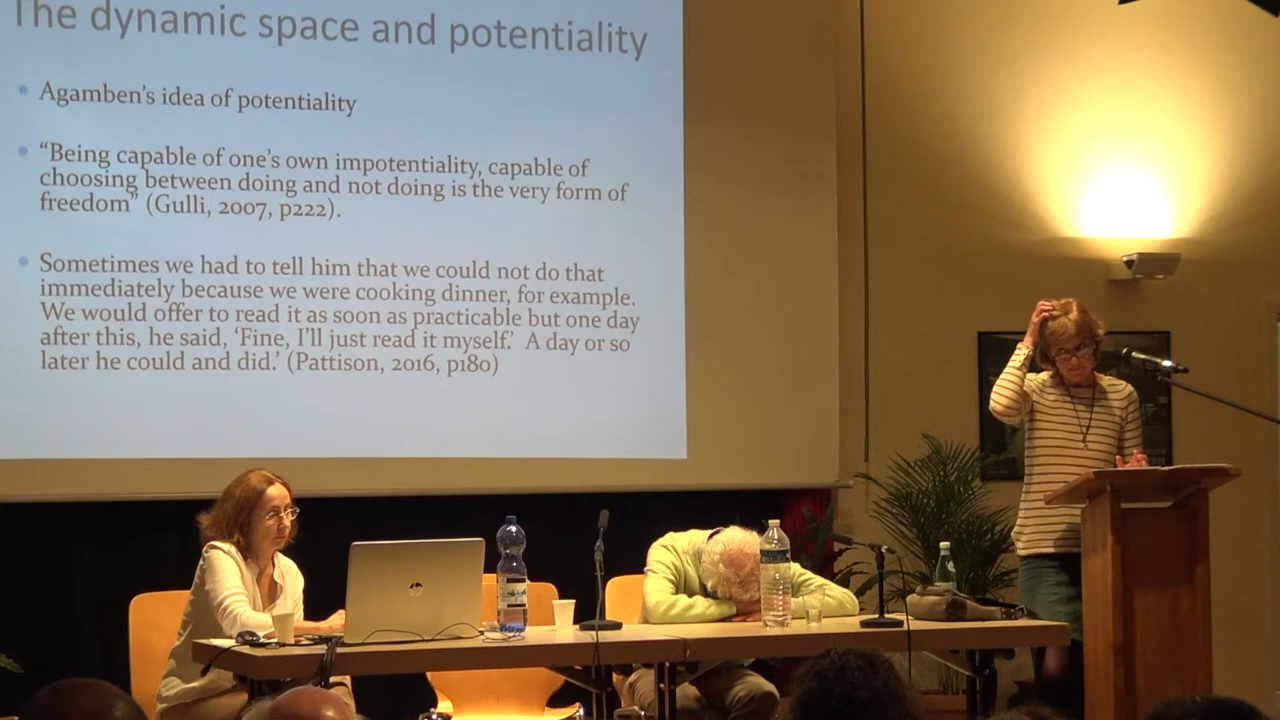 The dynamic space and potentiality
• Agamben's idea of potentiality
• “Being capable of one's own impotentiality, capable of
choosing between doing and not doing is the very form of
freedom” (Gulli, 2007, p222).
• Sometimes we had to tell him that we could not do that
immediately because we were cooking dinner, for example.
We would offer to read it as soon as practicable but one day
after this, he said, ‘Fine, I'll just read it myself.’ A day or so
later he could and did.’ (Pattison, 2016, p180)
hp